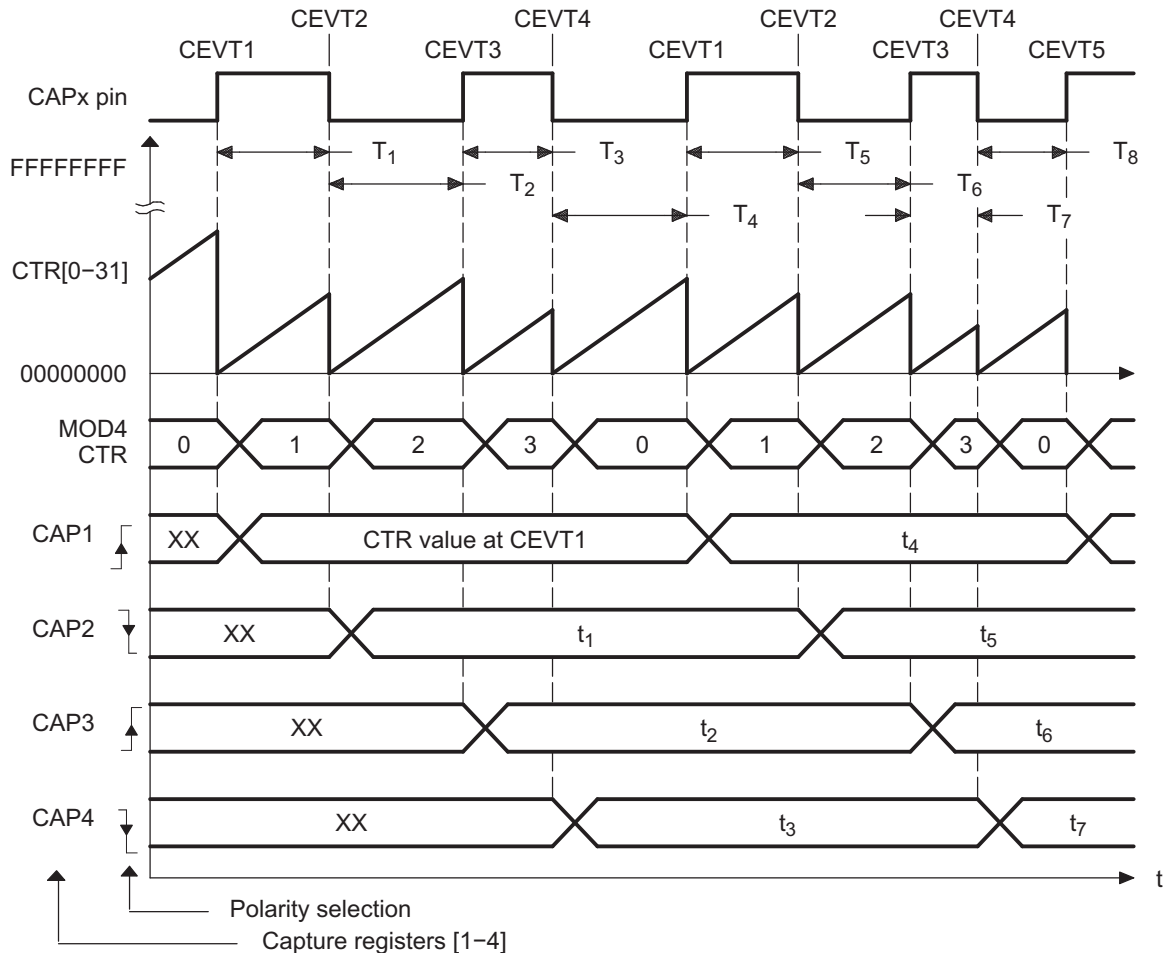 CEVT2 CEVT4 CEVT2 CEVT4
CEVT1 CEVT3 CEVT1 CEVT3 CEVT5
CAPx pin
T1 T3 T5 T8
FFFFFFFF
T2 T6
T4 T7
CTR[0−31]
00000000
MOD4
CTR
0 1 2 3 0 1 2 3 0
CAP1 XX CTR value at CEVT1 t4
CAP2 XX t1 t5
CAP3 XX t2 t6
CAP4 XX t3 t7
t
Polarity selection
Capture registers [1−4]